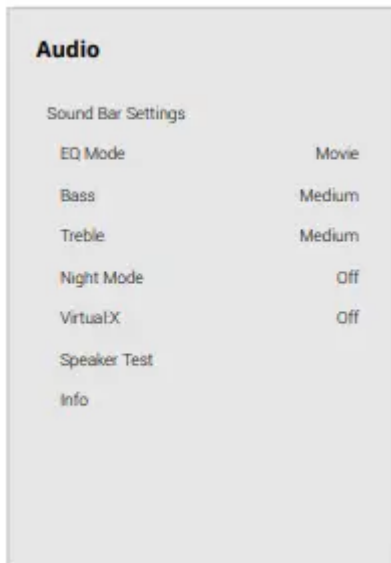 Audio
Sound Bar Settings
EQ Mode Movie
Bass Medium
Treble Medium
Night Mode Off
Virtual:X Off
Speaker Test
Info